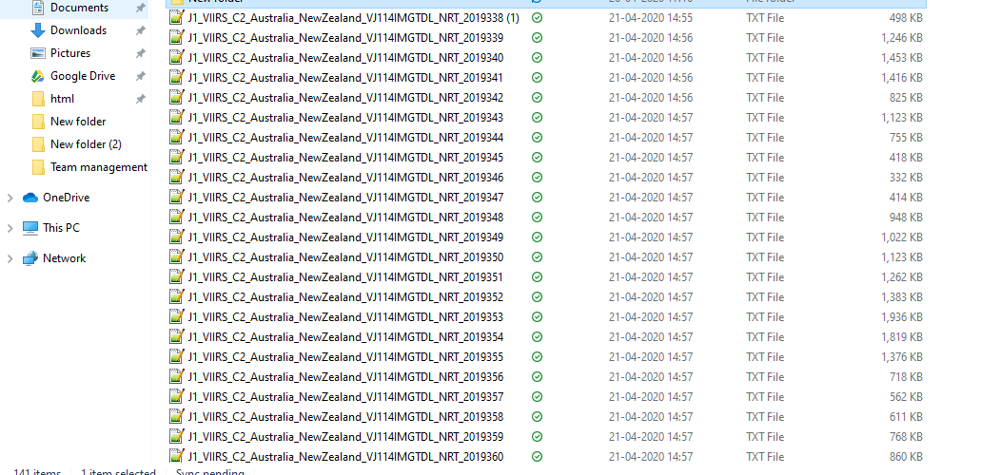 Documents
Downloads
Pictures
Google Drive
html
New folder
New folder (2)
Team management
OneDrive
This PC
Network
New folder
J1_VIIRS_C2_Australia_NewZealand_VJ114IMGTDL_NRT_2019338 (1) 21-04-2020 14:55 TXT File 498 KB
J1_VIIRS_C2_Australia_NewZealand_VJ114IMGTDL_NRT_2019339 21-04-2020 14:56 TXT File 1,246 KB
J1_VIIRS_C2_Australia_NewZealand_VJ114IMGTDL_NRT_2019340 21-04-2020 14:56 TXT File 1,453 KB
J1_VIIRS_C2_Australia_NewZealand_VJ114IMGTDL_NRT_2019341 21-04-2020 14:56 TXT File 1,416 KB
J1_VIIRS_C2_Australia_NewZealand_VJ114IMGTDL_NRT_2019342 21-04-2020 14:56 TXT File 825 KB
J1_VIIRS_C2_Australia_NewZealand_VJ114IMGTDL_NRT_2019343 21-04-2020 14:57 TXT File 1,123 KB
J1_VIIRS_C2_Australia_NewZealand_VJ114IMGTDL_NRT_2019344 21-04-2020 14:57 TXT File 755 KB
J1_VIIRS_C2_Australia_NewZealand_VJ114IMGTDL_NRT_2019345 21-04-2020 14:57 TXT File 418 KB
J1_VIIRS_C2_Australia_NewZealand_VJ114IMGTDL_NRT_2019346 21-04-2020 14:57 TXT File 332 KB
J1_VIIRS_C2_Australia_NewZealand_VJ114IMGTDL_NRT_2019347 21-04-2020 14:57 TXT File 414 KB
J1_VIIRS_C2_Australia_NewZealand_VJ114IMGTDL_NRT_2019348 21-04-2020 14:57 TXT File 948 KB
J1_VIIRS_C2_Australia_NewZealand_VJ114IMGTDL_NRT_2019349 21-04-2020 14:57 TXT File 1,022 KB
J1_VIIRS_C2_Australia_NewZealand_VJ114IMGTDL_NRT_2019350 21-04-2020 14:57 TXT File 1,123 KB
J1_VIIRS_C2_Australia_NewZealand_VJ114IMGTDL_NRT_2019351 21-04-2020 14:57 TXT File 1,262 KB
J1_VIIRS_C2_Australia_NewZealand_VJ114IMGTDL_NRT_2019352 21-04-2020 14:57 TXT File 1,383 KB
J1_VIIRS_C2_Australia_NewZealand_VJ114IMGTDL_NRT_2019353 21-04-2020 14:57 TXT File 1,936 KB
J1_VIIRS_C2_Australia_NewZealand_VJ114IMGTDL_NRT_2019354 21-04-2020 14:57 TXT File 1,819 KB
J1_VIIRS_C2_Australia_NewZealand_VJ114IMGTDL_NRT_2019355 21-04-2020 14:57 TXT File 1,376 KB
J1_VIIRS_C2_Australia_NewZealand_VJ114IMGTDL_NRT_2019356 21-04-2020 14:57 TXT File 718 KB
J1_VIIRS_C2_Australia_NewZealand_VJ114IMGTDL_NRT_2019357 21-04-2020 14:57 TXT File 562 KB
J1_VIIRS_C2_Australia_NewZealand_VJ114IMGTDL_NRT_2019358 21-04-2020 14:57 TXT File 611 KB
J1_VIIRS_C2_Australia_NewZealand_VJ114IMGTDL_NRT_2019359 21-04-2020 14:57 TXT File 768 KB
J1_VIIRS_C2_Australia_NewZealand_VJ114IMGTDL_NRT_2019360 21-04-2020 14:57 TXT File 860 KB
141 items 1 item selected Sync pending